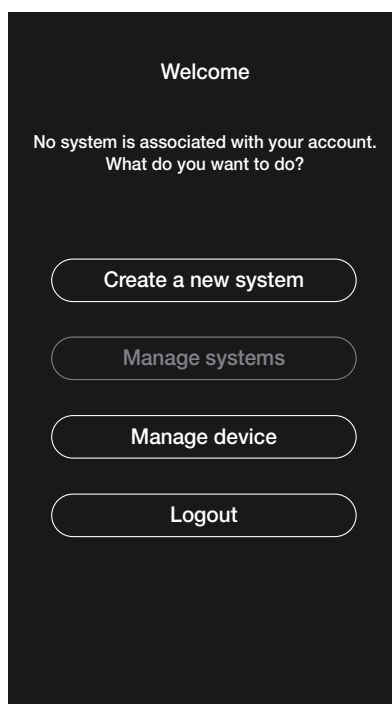 Welcome
No system is associated with your account.
What do you want to do?
Create a new system
Manage systems
Manage device
Logout